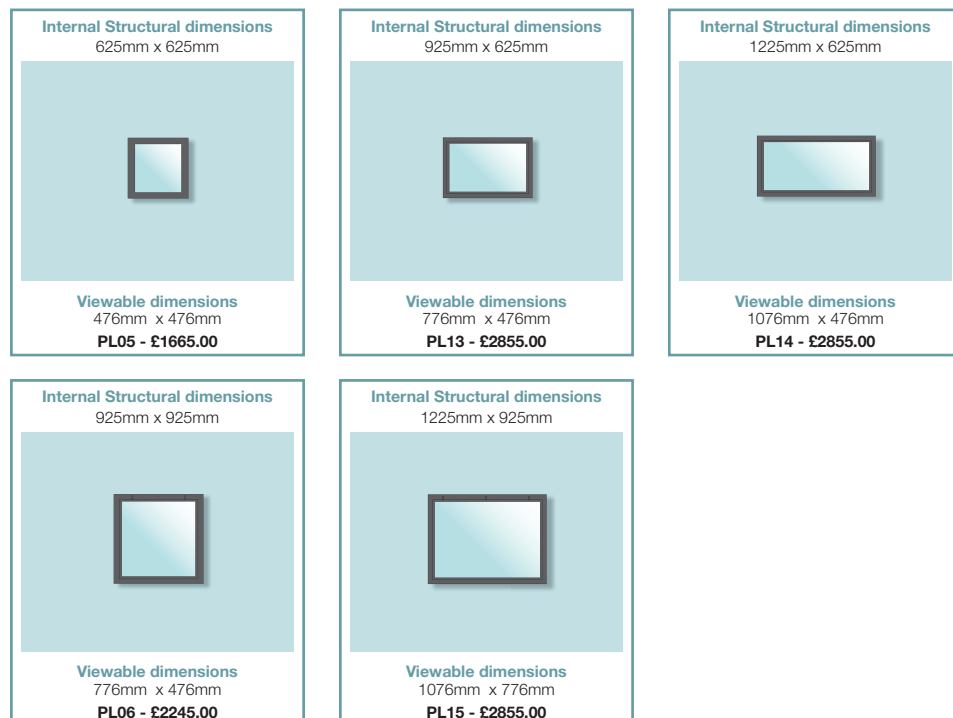 Internal Structural dimensions
625mm x 625mm
Viewable dimensions
476mm x 476mm
PL05 - £1665.00
Internal Structural dimensions
925mm x 625mm
Viewable dimensions
776mm x 476mm
PL13 - £2855.00
Internal Structural dimensions
1225mm x 625mm
Viewable dimensions
1076mm x 476mm
PL14 - £2855.00
Internal Structural dimensions
925mm x 925mm
Viewable dimensions
776mm x 476mm
PL06 - £2245.00
Internal Structural dimensions
1225mm x 925mm
Viewable dimensions
1076mm x 776mm
PL15 - £2855.00